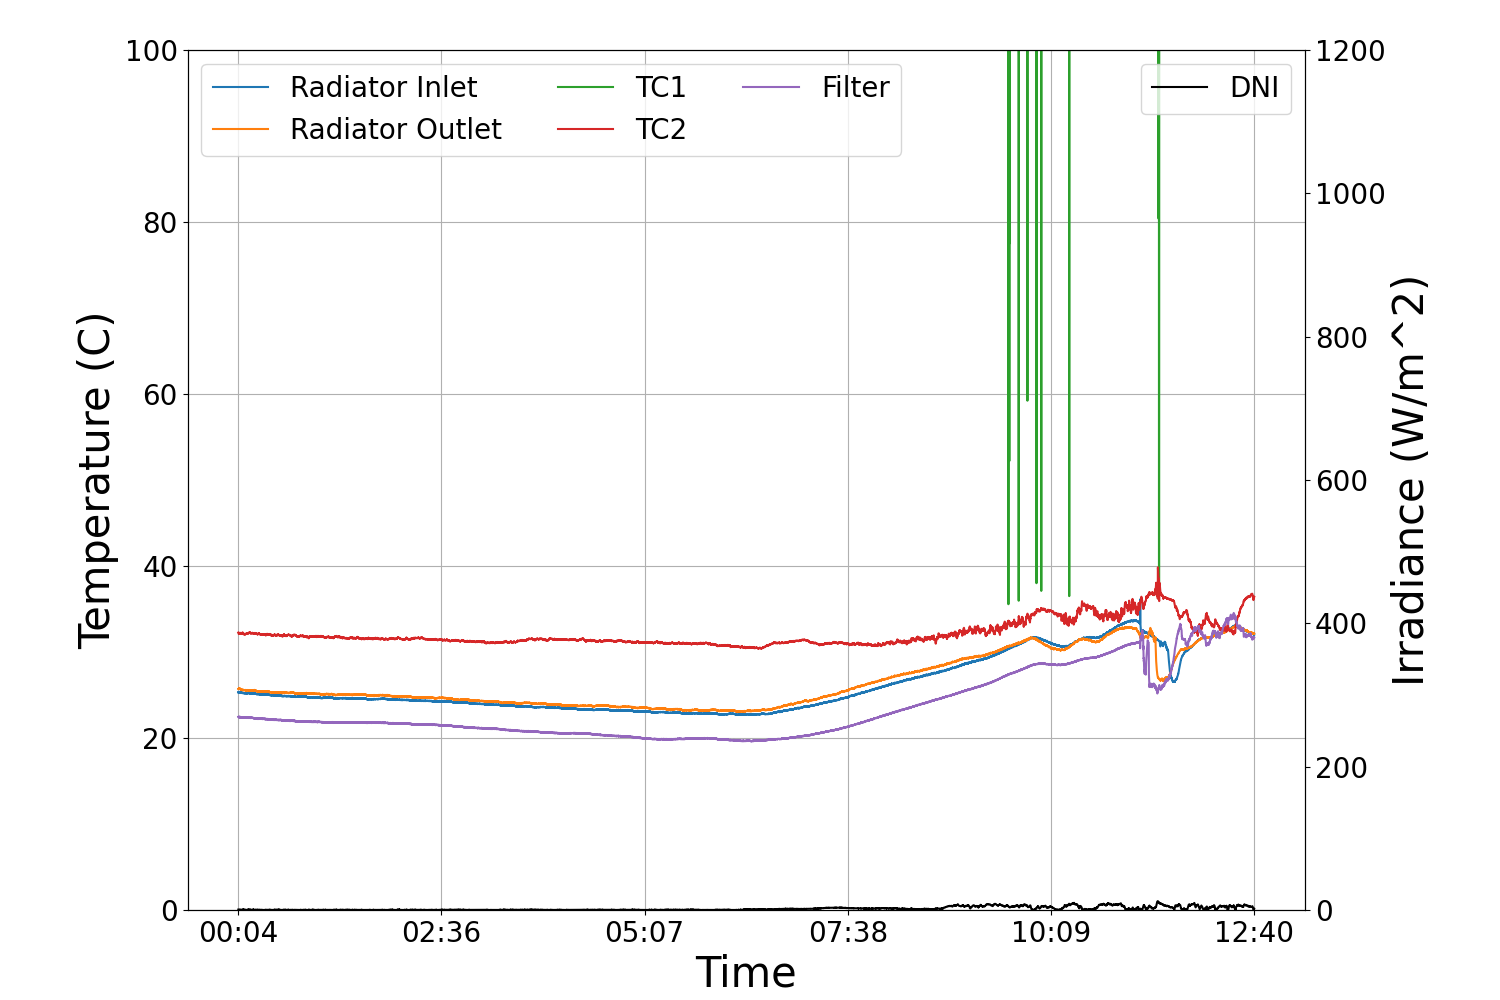 100
80
60
40
20
0
Temperature (C)
Radiator Inlet
Radiator Outlet
TC1
TC2
Filter
DNI
1200
1000
800
600
400
200
0
Irradiance (W/m^2)
00:04 02:36 05:07 07:38 10:09 12:40
Time